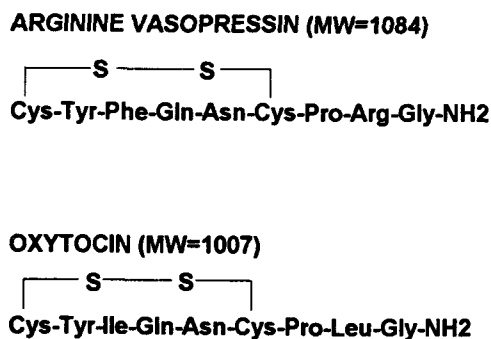 ARGININE VASOPRESSIN (MW=1084)
S S
Cys-Tyr-Phe-Gln-Asn-Cys-Pro-Arg-Gly-NH2
OXYTOCIN (MW=1007)
S S
Cys-Tyr-Ile-Gln-Asn-Cys-Pro-Leu-Gly-NH2